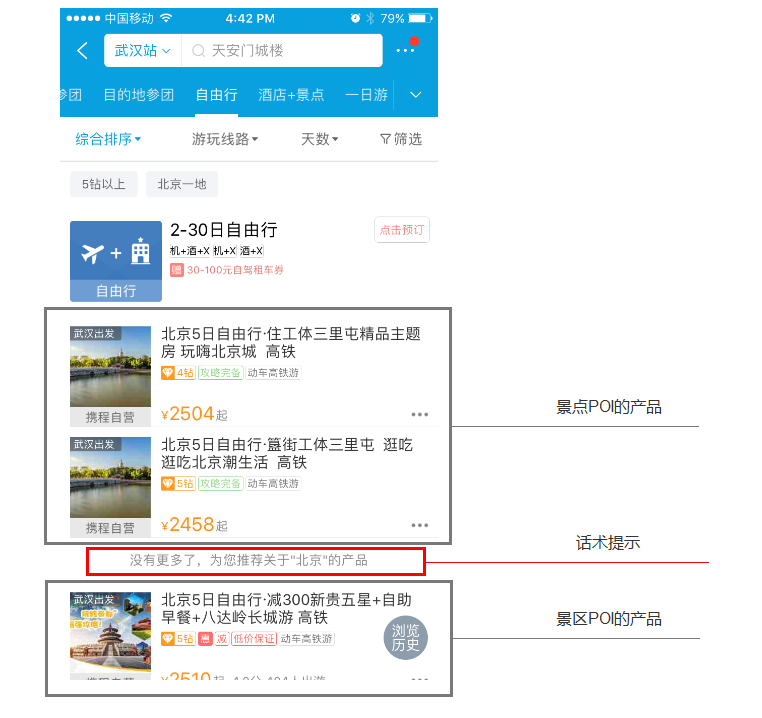 中国移动
4:42 PM
79%
武汉站
天安门城楼
参团
目的地参团
自由行
酒店+景点
一日游
综合排序
游玩线路
天数
筛选
5钻以上
北京一地
2-30日自由行
点击预订
机+酒+X 机+X 酒+X
赠 30-100元自驾租车券
自由行
武汉出发
北京5日自由行·住工体三里屯精品主题
房 玩嗨北京城 高铁
4钻 攻略完备 动车高铁游
携程自营
¥2504起
景点POI的产品
武汉出发
北京5日自由行·簋街工体三里屯 逛吃
逛吃北京潮生活 高铁
5钻 攻略完备 动车高铁游
携程自营
¥2458起
话术提示
没有更多了，为您推荐关于"北京"的产品
武汉出发
北京5日自由行·减300新贵五星+自助
早餐+八达岭长城游 高铁
5钻 惠 减 低价保证 动车高铁游
浏览
历史
景区POI的产品
携程自营
¥2510起